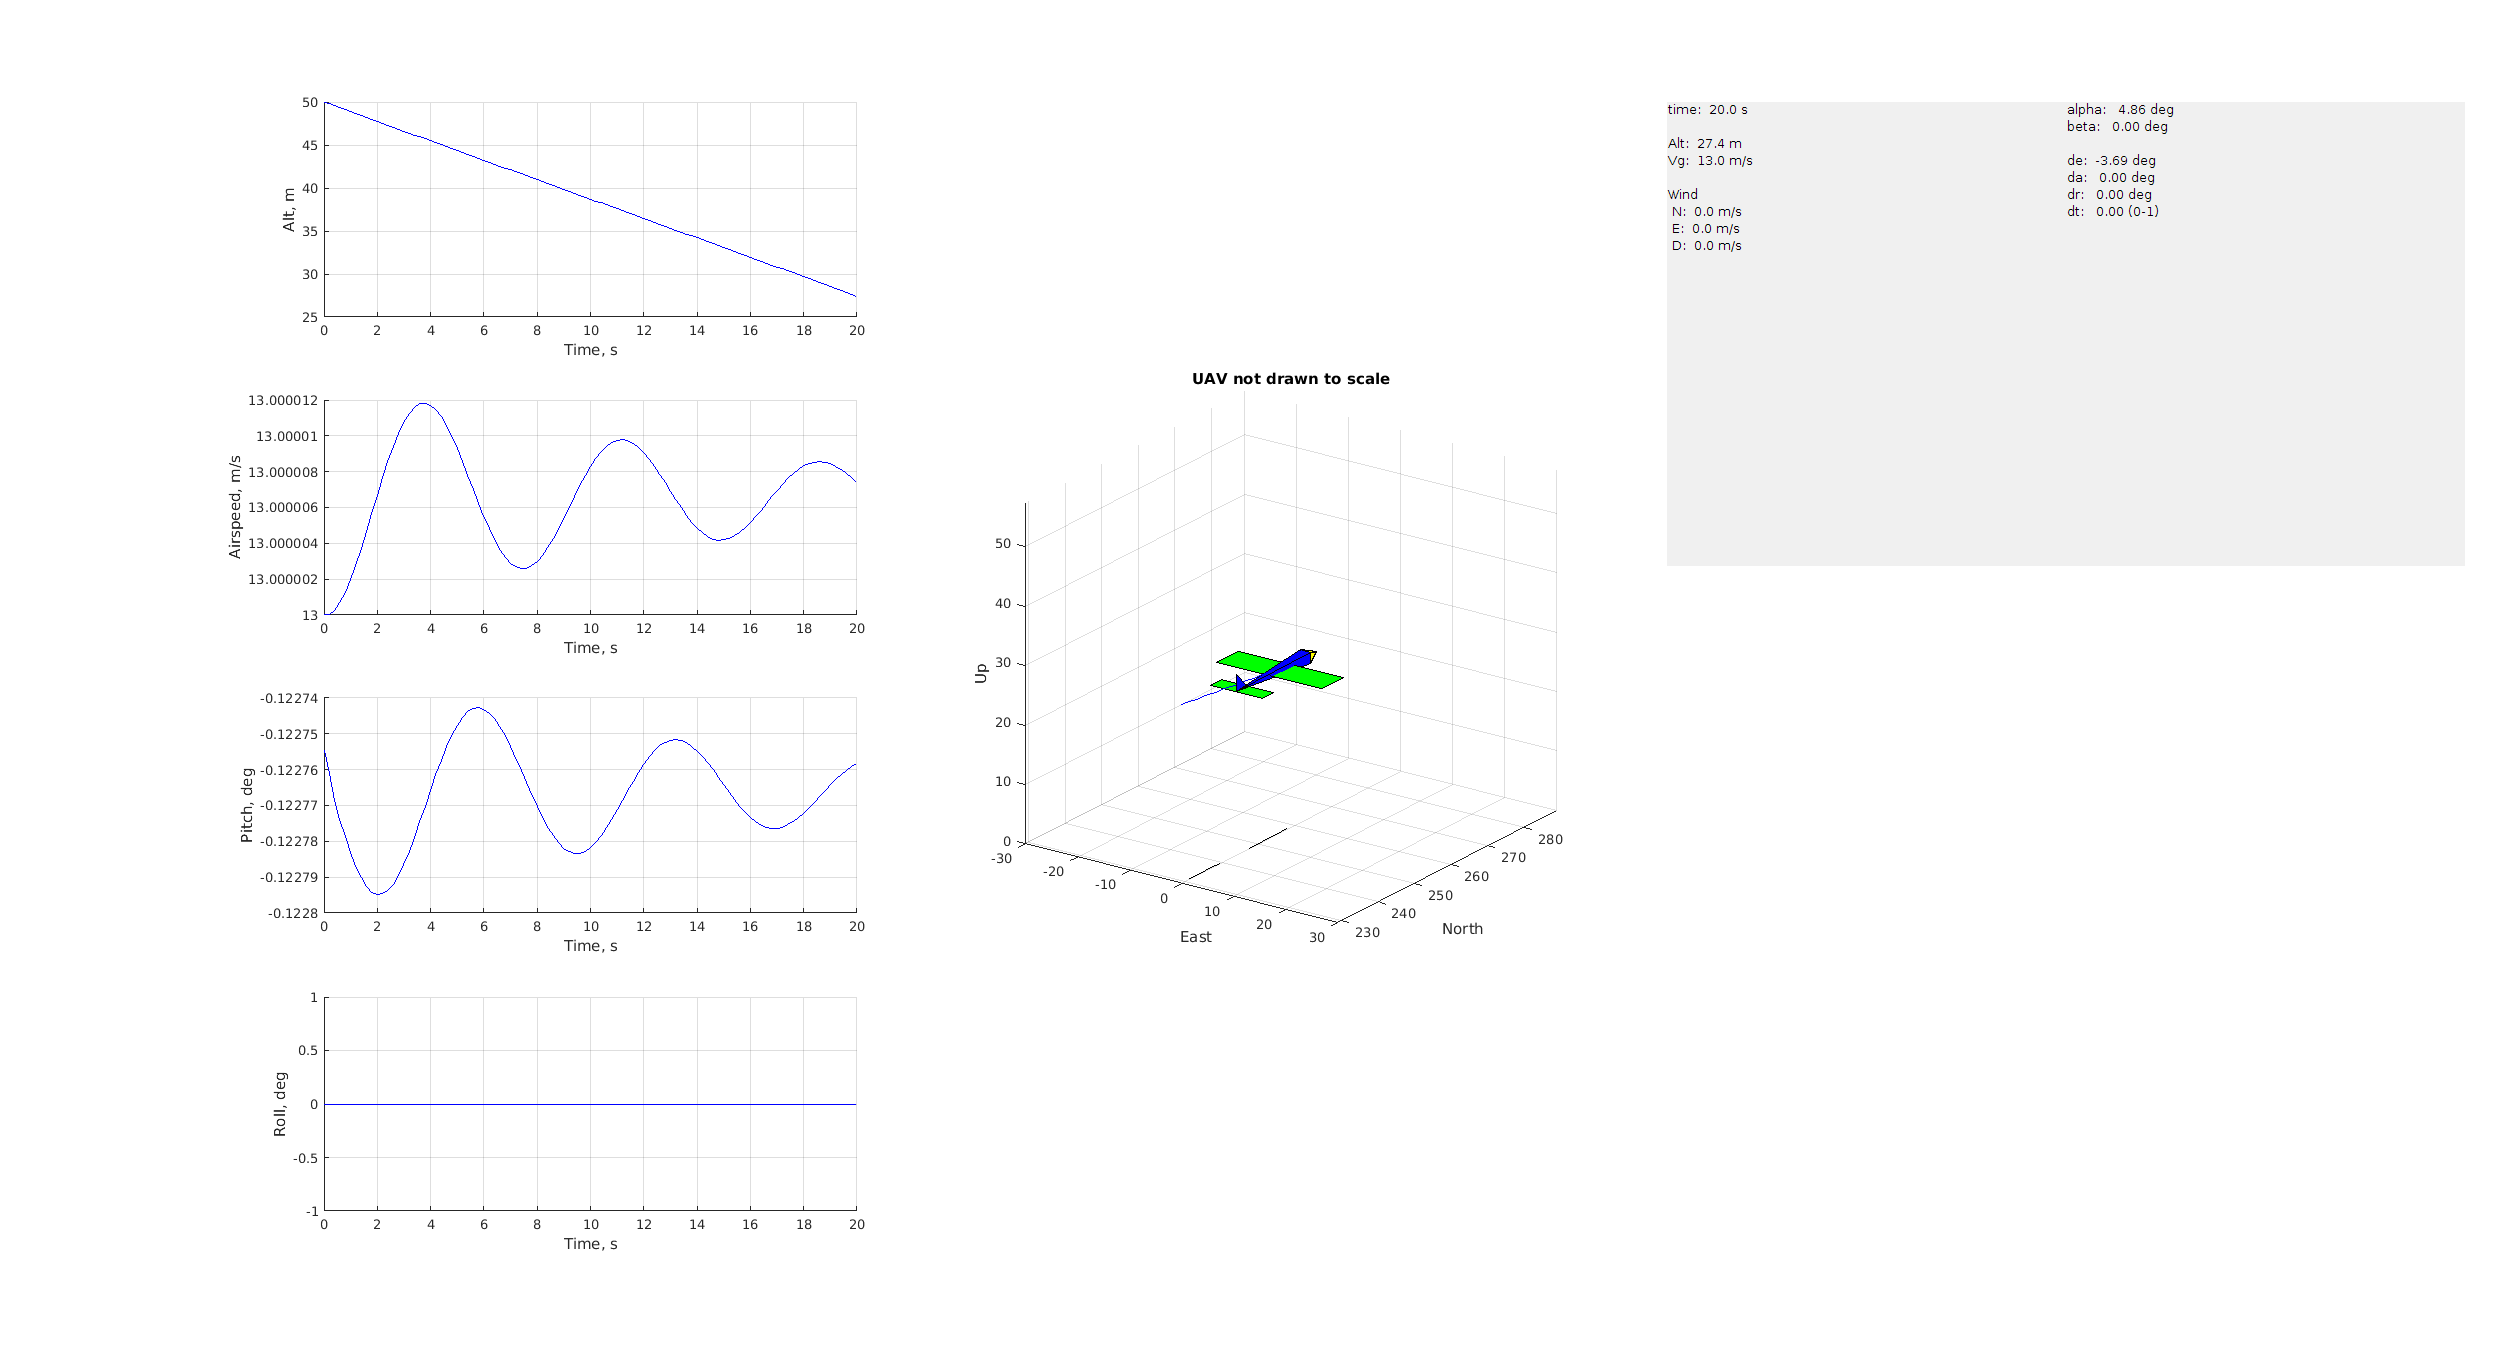 50
45
40
35
30
25
Alt, m
0 2 4 6 8 10 12 14 16 18 20
Time, s
13.000012
13.00001
13.000008
13.000006
13.000004
13.000002
13
Airspeed, m/s
0 2 4 6 8 10 12 14 16 18 20
Time, s
-0.12274
-0.12275
-0.12276
-0.12277
-0.12278
-0.12279
-0.1228
Pitch, deg
0 2 4 6 8 10 12 14 16 18 20
Time, s
1
0.5
0
-0.5
-1
Roll, deg
0 2 4 6 8 10 12 14 16 18 20
Time, s
UAV not drawn to scale
50
40
30
20
10
0
Up
-30
-20
-10
0
10
20
30
East
230
240
250
260
270
280
North
time: 20.0 s
Alt: 27.4 m
Vg: 13.0 m/s
Wind
N: 0.0 m/s
E: 0.0 m/s
D: 0.0 m/s
alpha: 4.86 deg
beta: 0.00 deg
de: -3.69 deg
da: 0.00 deg
dr: 0.00 deg
dt: 0.00 (0-1)